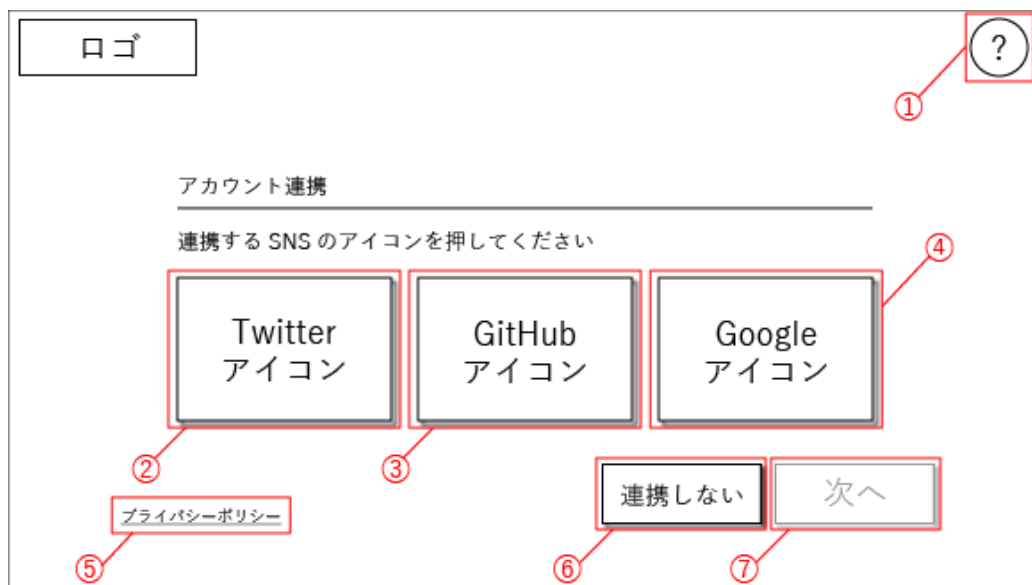 ロゴ
?
①
アカウント連携
連携する SNS のアイコンを押してください
④
Twitter
アイコン
GitHub
アイコン
Google
アイコン
②
③
連携しない
次へ
プライバシーポリシー
⑤
⑥
⑦